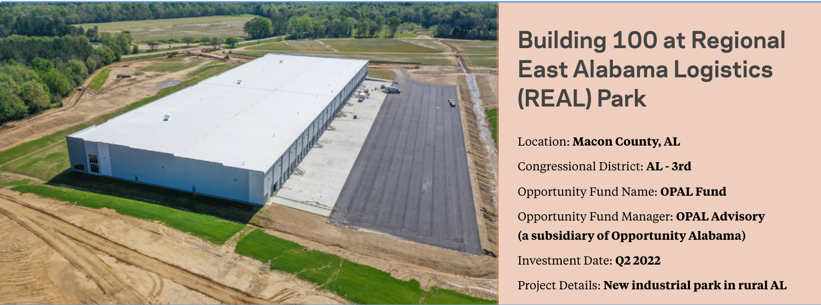 Building 100 at Regional
East Alabama Logistics
(REAL) Park
Location: Macon County, AL
Congressional District: AL - 3rd
Opportunity Fund Name: OPAL Fund
Opportunity Fund Manager: OPAL Advisory
(a subsidiary of Opportunity Alabama)
Investment Date: Q2 2022
Project Details: New industrial park in rural AL